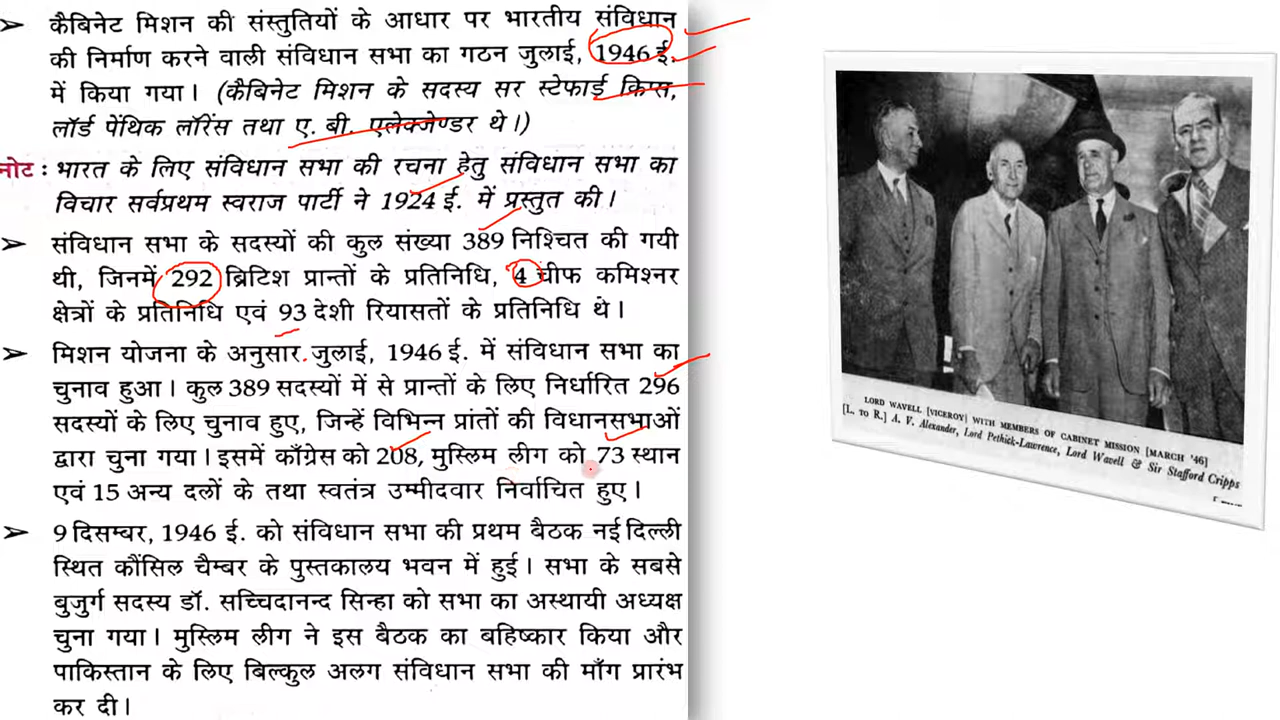 ➢ कैबिनेट मिशन की संस्तुतियों के आधार पर भारतीय संविधान
की निर्माण करने वाली संविधान सभा का गठन जुलाई, 1946 ई.
में किया गया। (कैबिनेट मिशन के सदस्य सर स्टेफार्ड क्रिप्स,
लॉर्ड पेंथिक लॉरेंस तथा ए. बी. एलेक्जेण्डर थे।)
नोट : भारत के लिए संविधान सभा की रचना हेतु संविधान सभा का
विचार सर्वप्रथम स्वराज पार्टी ने 1924 ई. में प्रस्तुत की।
➢ संविधान सभा के सदस्यों की कुल संख्या 389 निश्चित की गयी
थी, जिनमें 292 ब्रिटिश प्रान्तों के प्रतिनिधि, 4 चीफ कमिश्नर
क्षेत्रों के प्रतिनिधि एवं 93 देशी रियासतों के प्रतिनिधि थे।
➢ मिशन योजना के अनुसार जुलाई, 1946 ई. में संविधान सभा का
चुनाव हुआ। कुल 389 सदस्यों में से प्रान्तों के लिए निर्धारित 296
सदस्यों के लिए चुनाव हुए, जिन्हें विभिन्न प्रांतों की विधानसभाओं
द्वारा चुना गया। इसमें काँग्रेस को 208, मुस्लिम लीग को 73 स्थान
एवं 15 अन्य दलों के तथा स्वतंत्र उम्मीदवार निर्वाचित हुए।
➢ 9 दिसम्बर, 1946 ई. को संविधान सभा की प्रथम बैठक नई दिल्ली
स्थित कौंसिल चैम्बर के पुस्तकालय भवन में हुई। सभा के सबसे
बुजुर्ग सदस्य डॉ. सच्चिदानन्द सिन्हा को सभा का अस्थायी अध्यक्ष
चुना गया। मुस्लिम लीग ने इस बैठक का बहिष्कार किया और
पाकिस्तान के लिए बिल्कुल अलग संविधान सभा की माँग प्रारंभ
कर दी।
LORD WAVELL [VICEROY] WITH MEMBERS OF CABINET MISSION [MARCH '46]
[L. TO R.] A. V. Alexander, Lord Pethick-Lawrence, Lord Wavell & Sir Stafford Cripps